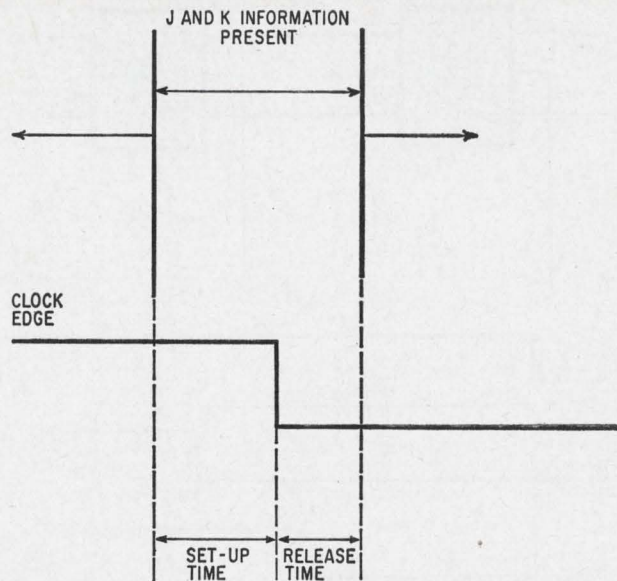 J AND K INFORMATION
PRESENT
CLOCK
EDGE
SET-UP
TIME
RELEASE
TIME